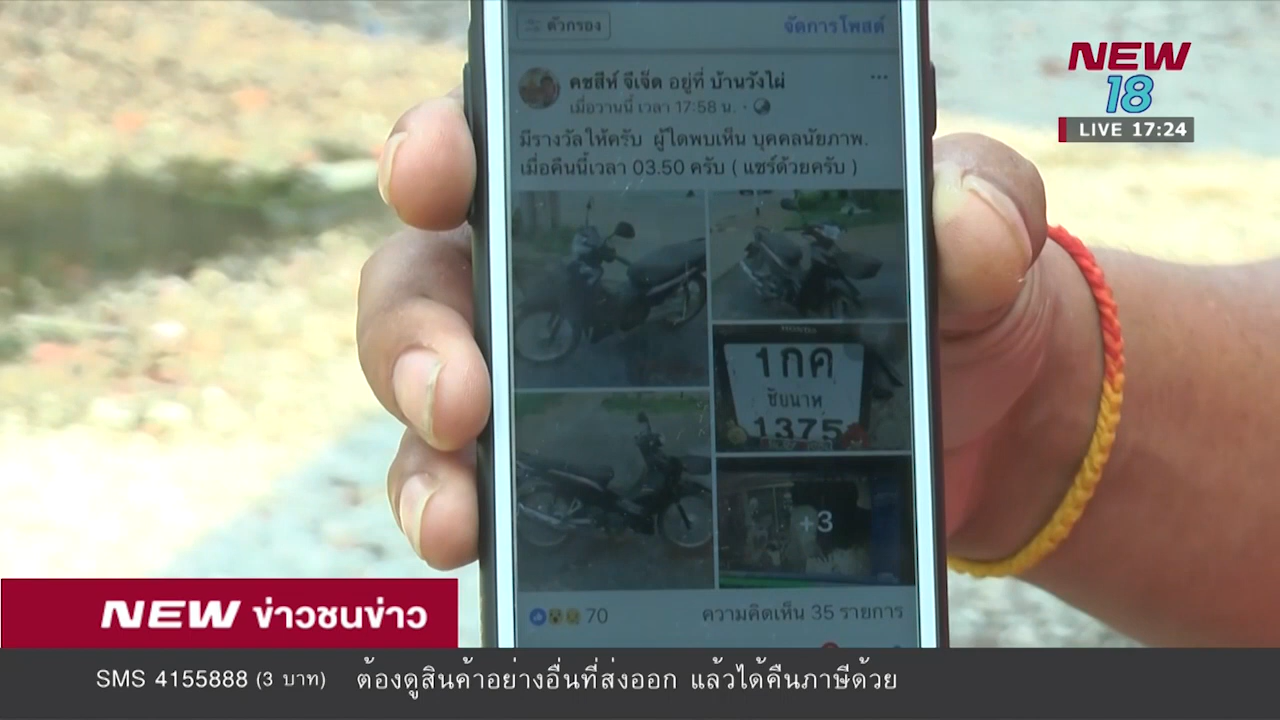 ตัวกรอง
จัดการโพสต์
คชสีห์ จีเจ็ด อยู่ที่ บ้านวังไผ่
เมื่อวานนี้ เวลา 17:58 น.
มีรางวัลให้ครับ ผู้ใดพบเห็น บุคคลนัยภาพ.
เมื่อคืนนี้เวลา 03.50 ครับ ( แชร์ด้วยครับ )
HONDA
1กค
ชัยนาท
1375
+3
70
ความคิดเห็น 35 รายการ
NEW
18
LIVE 17:24
NEW ข่าวชนข่าว
SMS 4155888 (3 บาท) ต้องดูสินค้าอย่างอื่นที่ส่งออก แล้วได้คืนภาษีด้วย